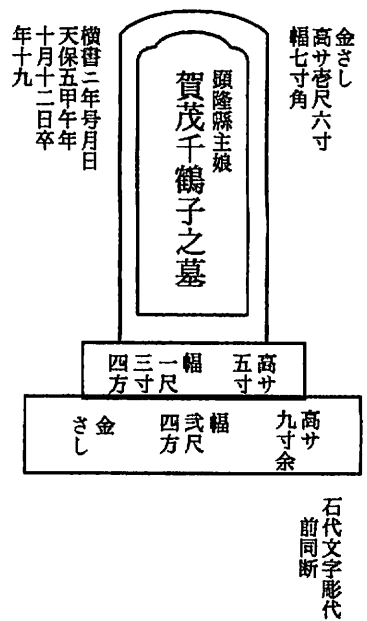 金さし
高サ壱尺六寸
幅七寸角
顕隆縣主娘
賀茂千鶴子之墓
横書ニ年号月日
天保五甲午年
十月十二日卒
年十九
高サ
五寸
幅
一尺
三寸
四方
高サ
九寸余
幅
弐尺
四方
金
さし
石代文字彫代
前同断